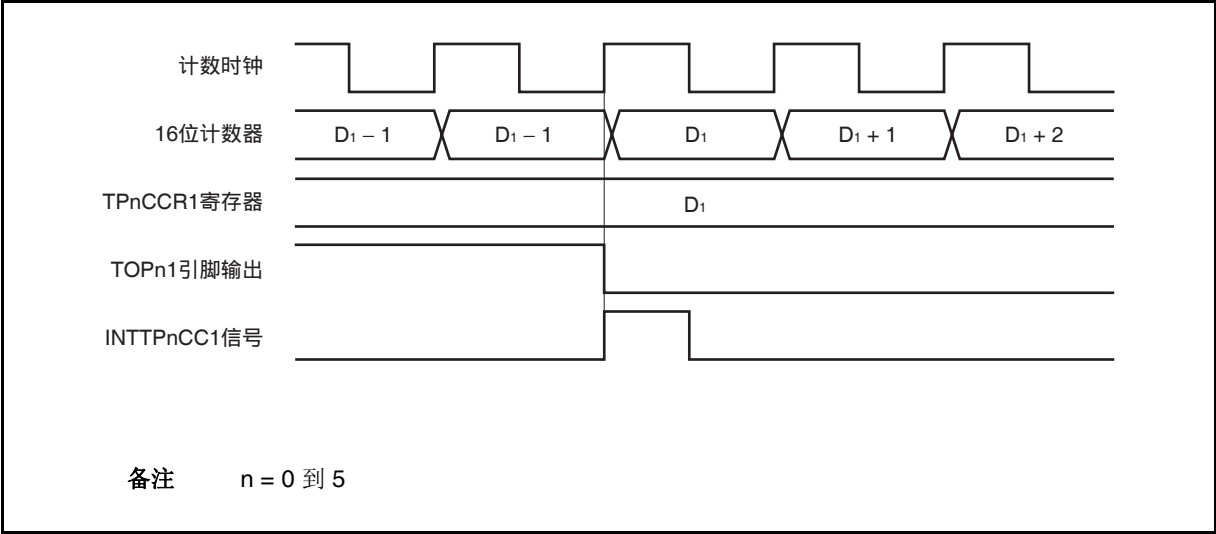 计数时钟
16位计数器 D1 − 1 D1 − 1 D1 D1 + 1 D1 + 2
TPnCCR1寄存器 D1
TOPn1引脚输出
INTTPnCC1信号
备注 n = 0 到 5